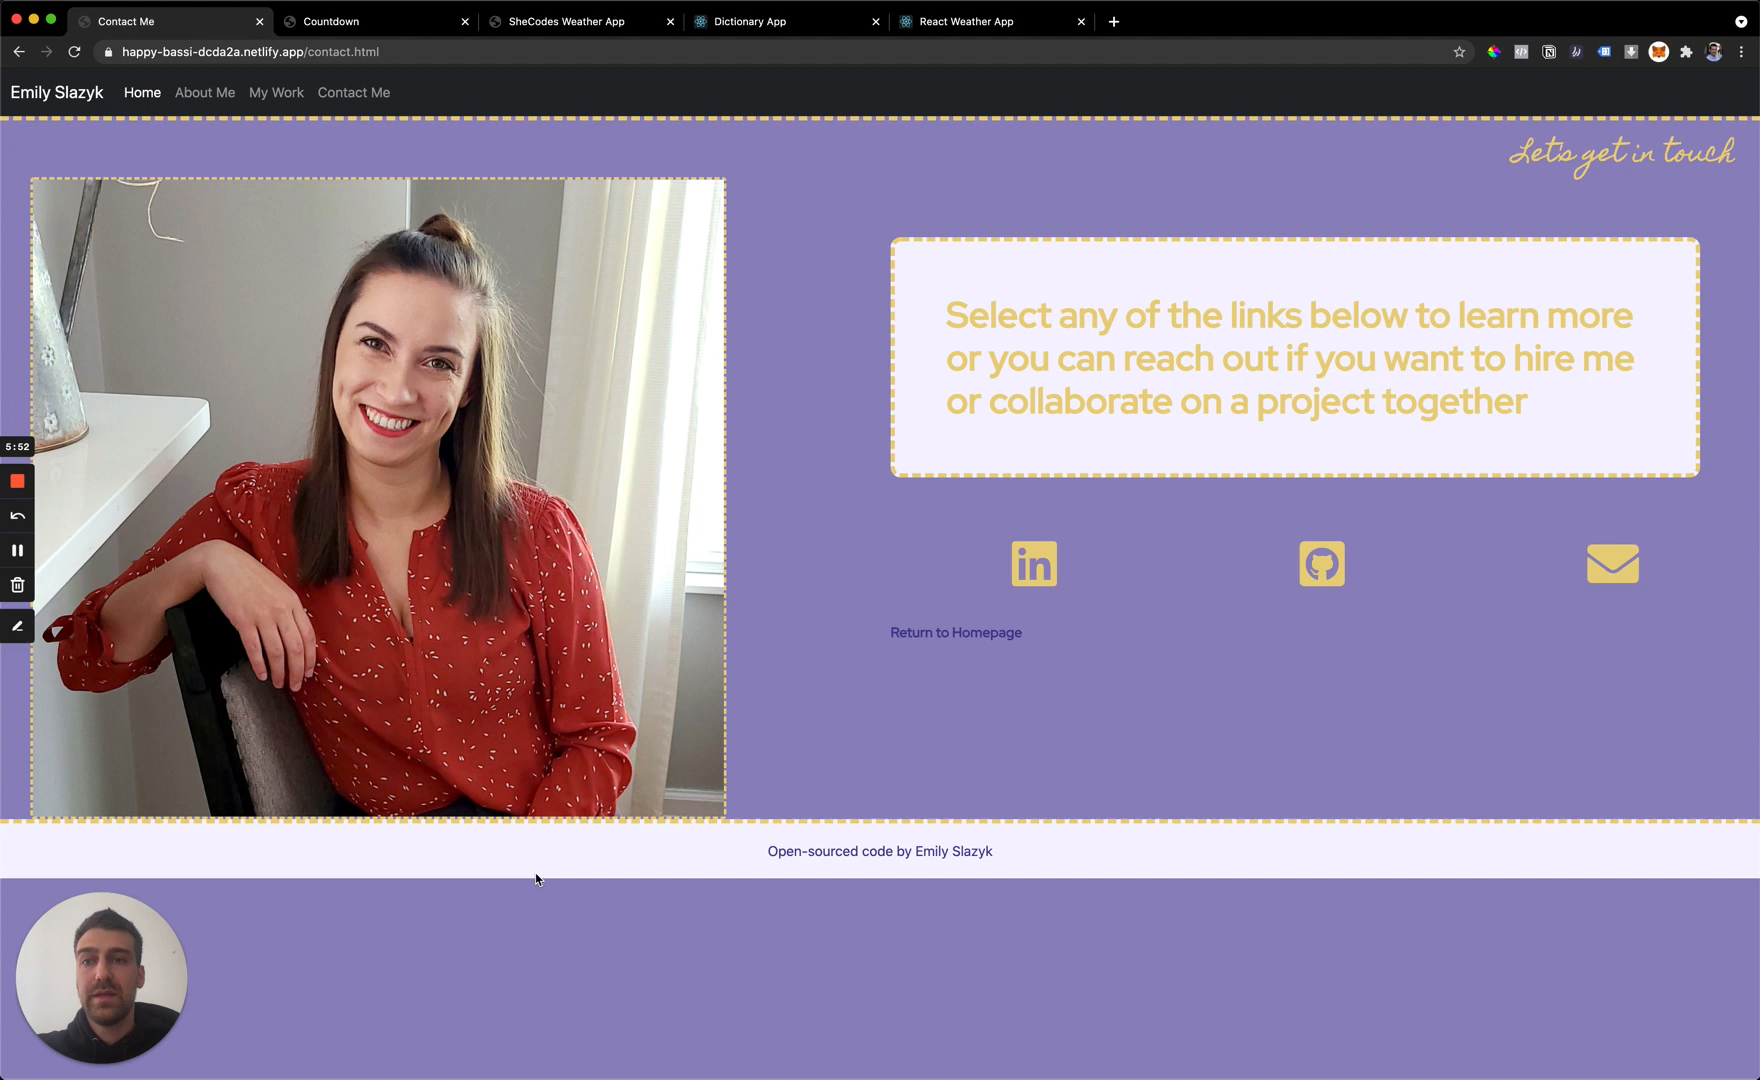 Contact Me
Countdown
SheCodes Weather App
Dictionary App
React Weather App
happy-bassi-dcda2a.netlify.app/contact.html
Emily Slazyk
Home
About Me
My Work
Contact Me
Let's get in touch
Select any of the links below to learn more
or you can reach out if you want to hire me
or collaborate on a project together
5:52
in
Return to Homepage
Open-sourced code by Emily Slazyk